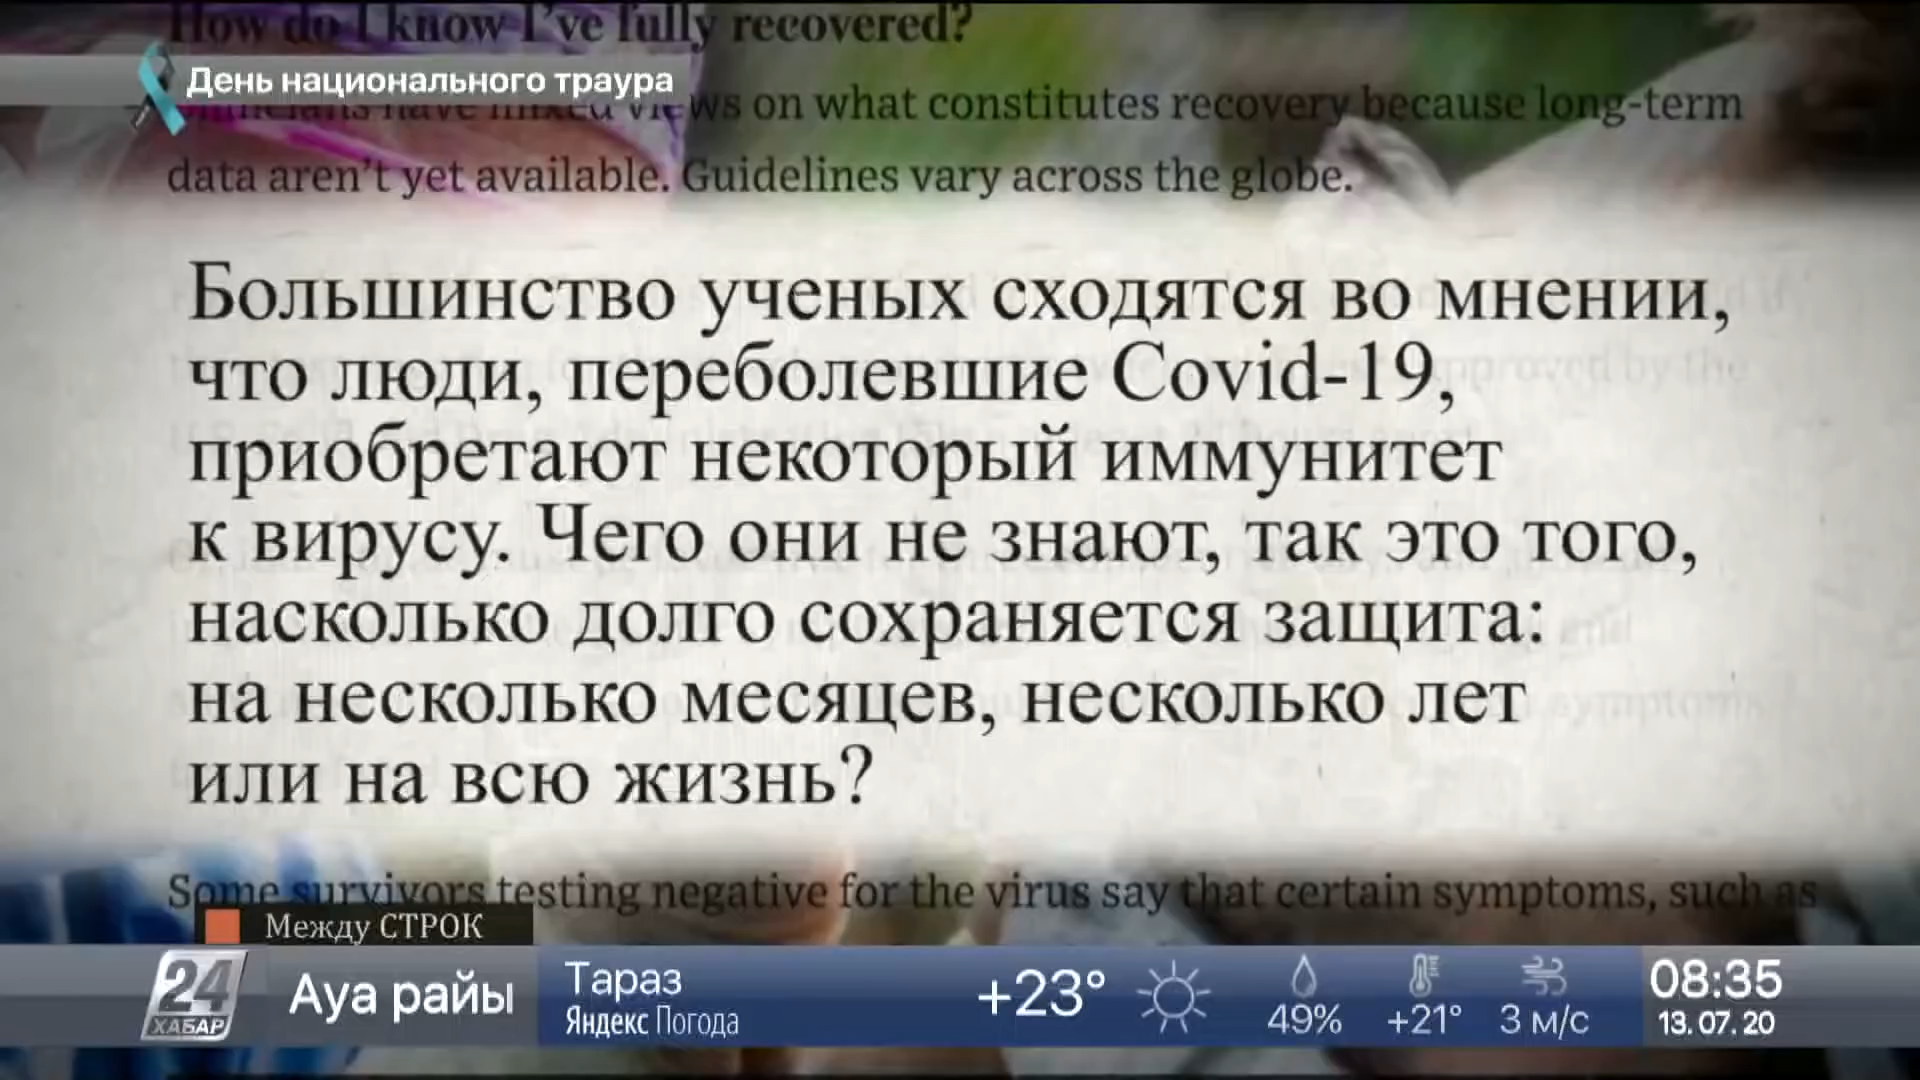 How do I know I've fully recovered?
День национального траура
have mixed views on what constitutes recovery because long-term
data aren't yet available. Guidelines vary across the globe.
Большинство ученых сходятся во мнении,
что люди, переболевшие Covid-19,
приобретают некоторый иммунитет
к вирусу. Чего они не знают, так это того,
насколько долго сохраняется защита:
на несколько месяцев, несколько лет
или на всю жизнь?
Some survivors testing negative for the virus say that certain symptoms, such as
Между СТРОК
24
ХАБАР
Ауа райы
Тараз
Яндекс Погода
+23°
49%
+21°
3 м/с
08:35
13.07.20